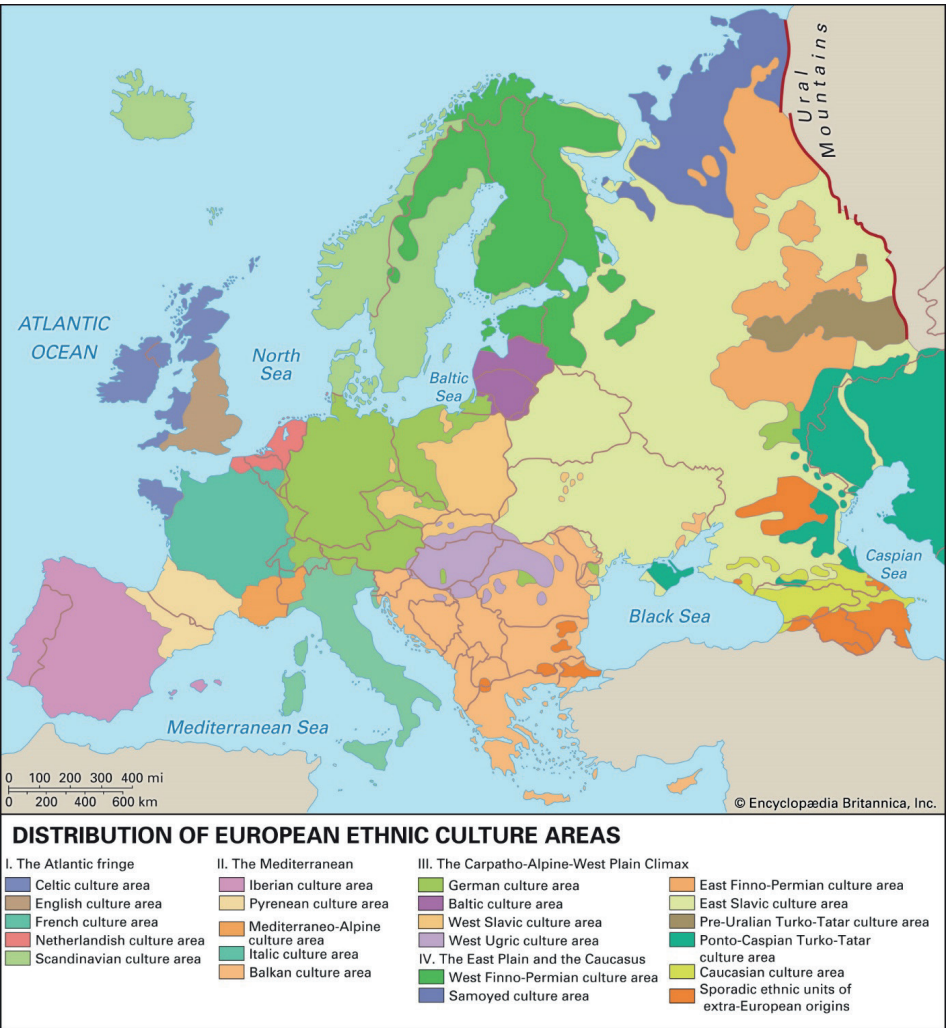 Ural
Mountains
ATLANTIC
OCEAN
North
Sea
Baltic
Sea
Caspian
Sea
Black Sea
Mediterranean Sea
0 100 200 300 400 mi
0 200 400 600 km
© Encyclopædia Britannica, Inc.
DISTRIBUTION OF EUROPEAN ETHNIC CULTURE AREAS
I. The Atlantic fringe
Celtic culture area
English culture area
French culture area
Netherlandish culture area
Scandinavian culture area
II. The Mediterranean
Iberian culture area
Pyrenean culture area
Mediterraneo-Alpine
culture area
Italic culture area
Balkan culture area
III. The Carpatho-Alpine-West Plain Climax
German culture area
Baltic culture area
West Slavic culture area
West Ugric culture area
IV. The East Plain and the Caucasus
West Finno-Permian culture area
Samoyed culture area
East Finno-Permian culture area
East Slavic culture area
Pre-Uralian Turko-Tatar culture area
Ponto-Caspian Turko-Tatar
culture area
Caucasian culture area
Sporadic ethnic units of
extra-European origins